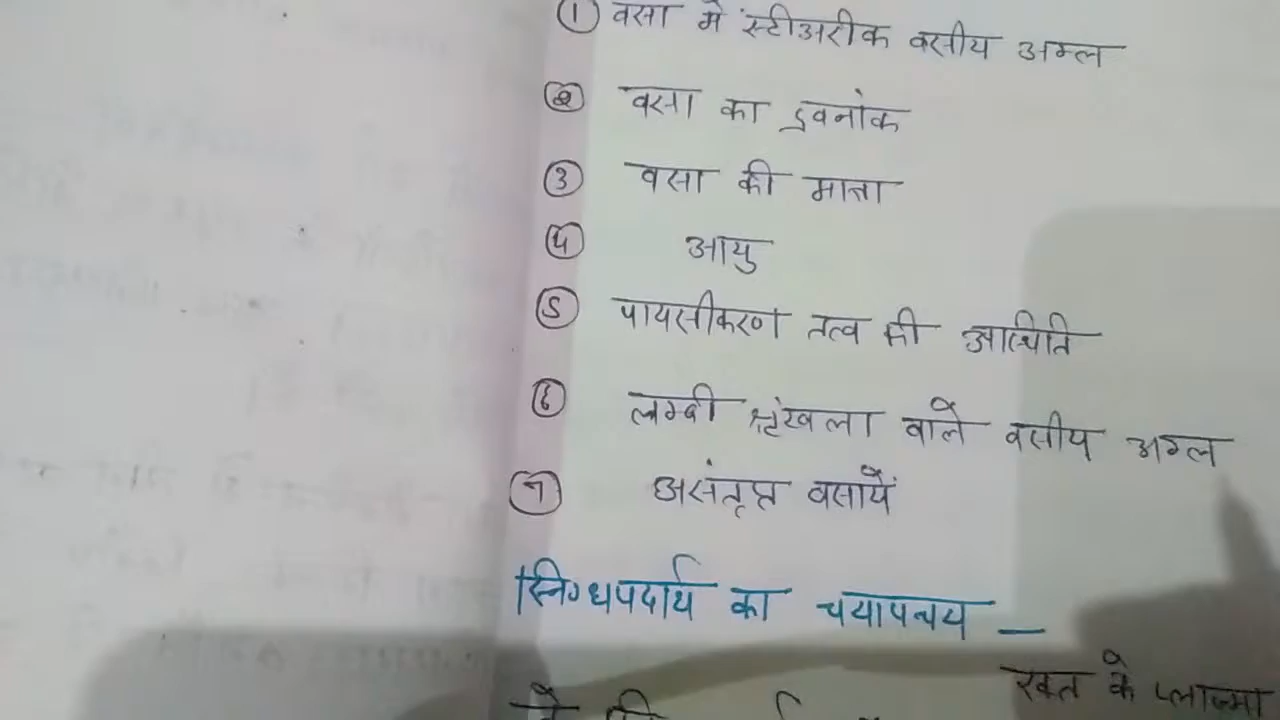 ① वसा मे स्टीअरीक वसीय अम्ल
② वसा का द्रवनांक
③ वसा की मात्रा
④ आयु
⑤ पायसीकरण तत्व की आस्थिति
⑥ लम्बी श्रृंखला वाले वसीय अम्ल
⑦ असंतृप्त वसायें
स्निग्धपदार्थ का चयापचय –
रक्त के प्लाज्मा